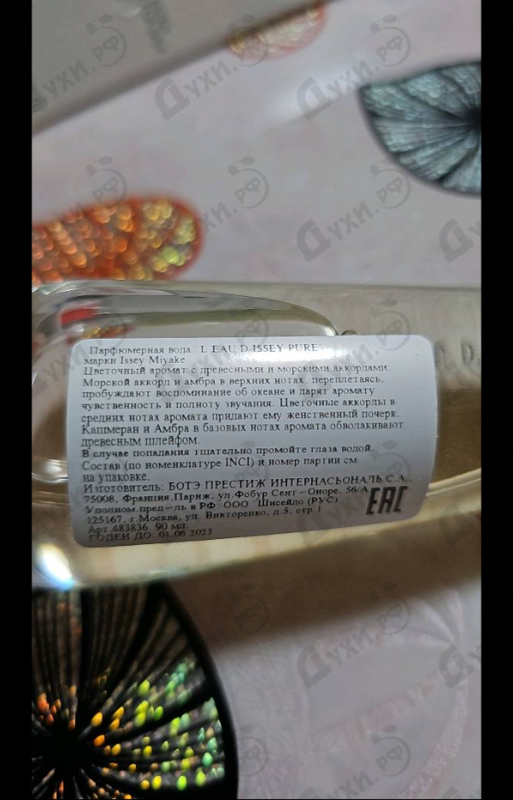 Парфюмерная вода L EAU D ISSEY PURE
марки Issey Miyake
Цветочный аромат с древесными и морскими аккордами.
Морской аккорд и амбра в верхних нотах, переплетаясь,
пробуждают воспоминание об океане и дарят аромату
чувственность и полноту звучания. Цветочные аккорды в
средних нотах аромата придают ему женственный почерк.
Кашмеран и Амбра в базовых нотах аромата обволакивают
древесным шлейфом.
В случае попадания тщательно промойте глаза водой.
Состав (по номенклатуре INCI) и номер партии см.
на упаковке.
Изготовитель: БОТЭ ПРЕСТИЖ ИНТЕРНАСЬОНАЛЬ С.А.,
75008, Франция,Париж, ул.Фобур Сент - Оноре, 56/А
Уполном.пред-ль в РФ: ООО "Шисейдо (РУС)
125167, г.Москва, ул. Викторенко, д.5, стр.1
Арт.483836 90 мл.
ГОДЕН ДО: 01.06.2023
EAC
Духи.РФ